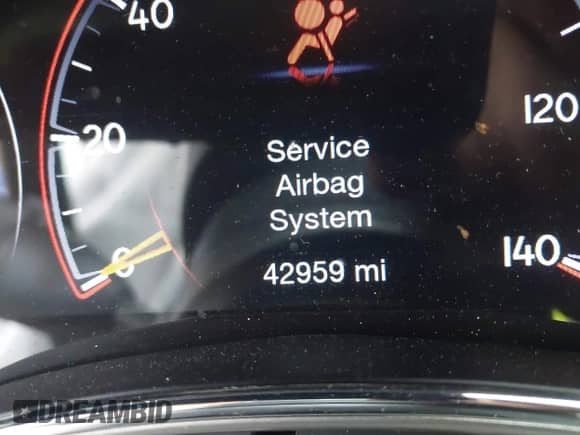 40
20
0
Service
Airbag
System
42959 mi
120
140
DREAMBID